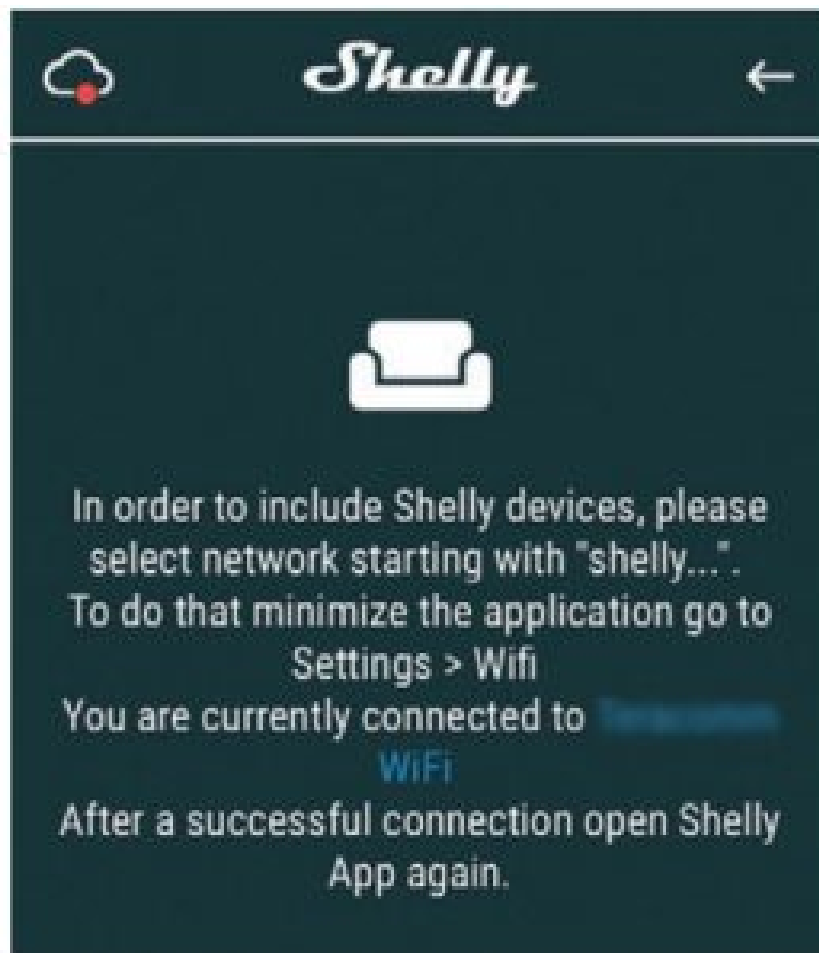 Shelly
In order to include Shelly devices, please
select network starting with "shelly...".
To do that minimize the application go to
Settings > Wifi
You are currently connected to
WiFi
After a successful connection open Shelly
App again.